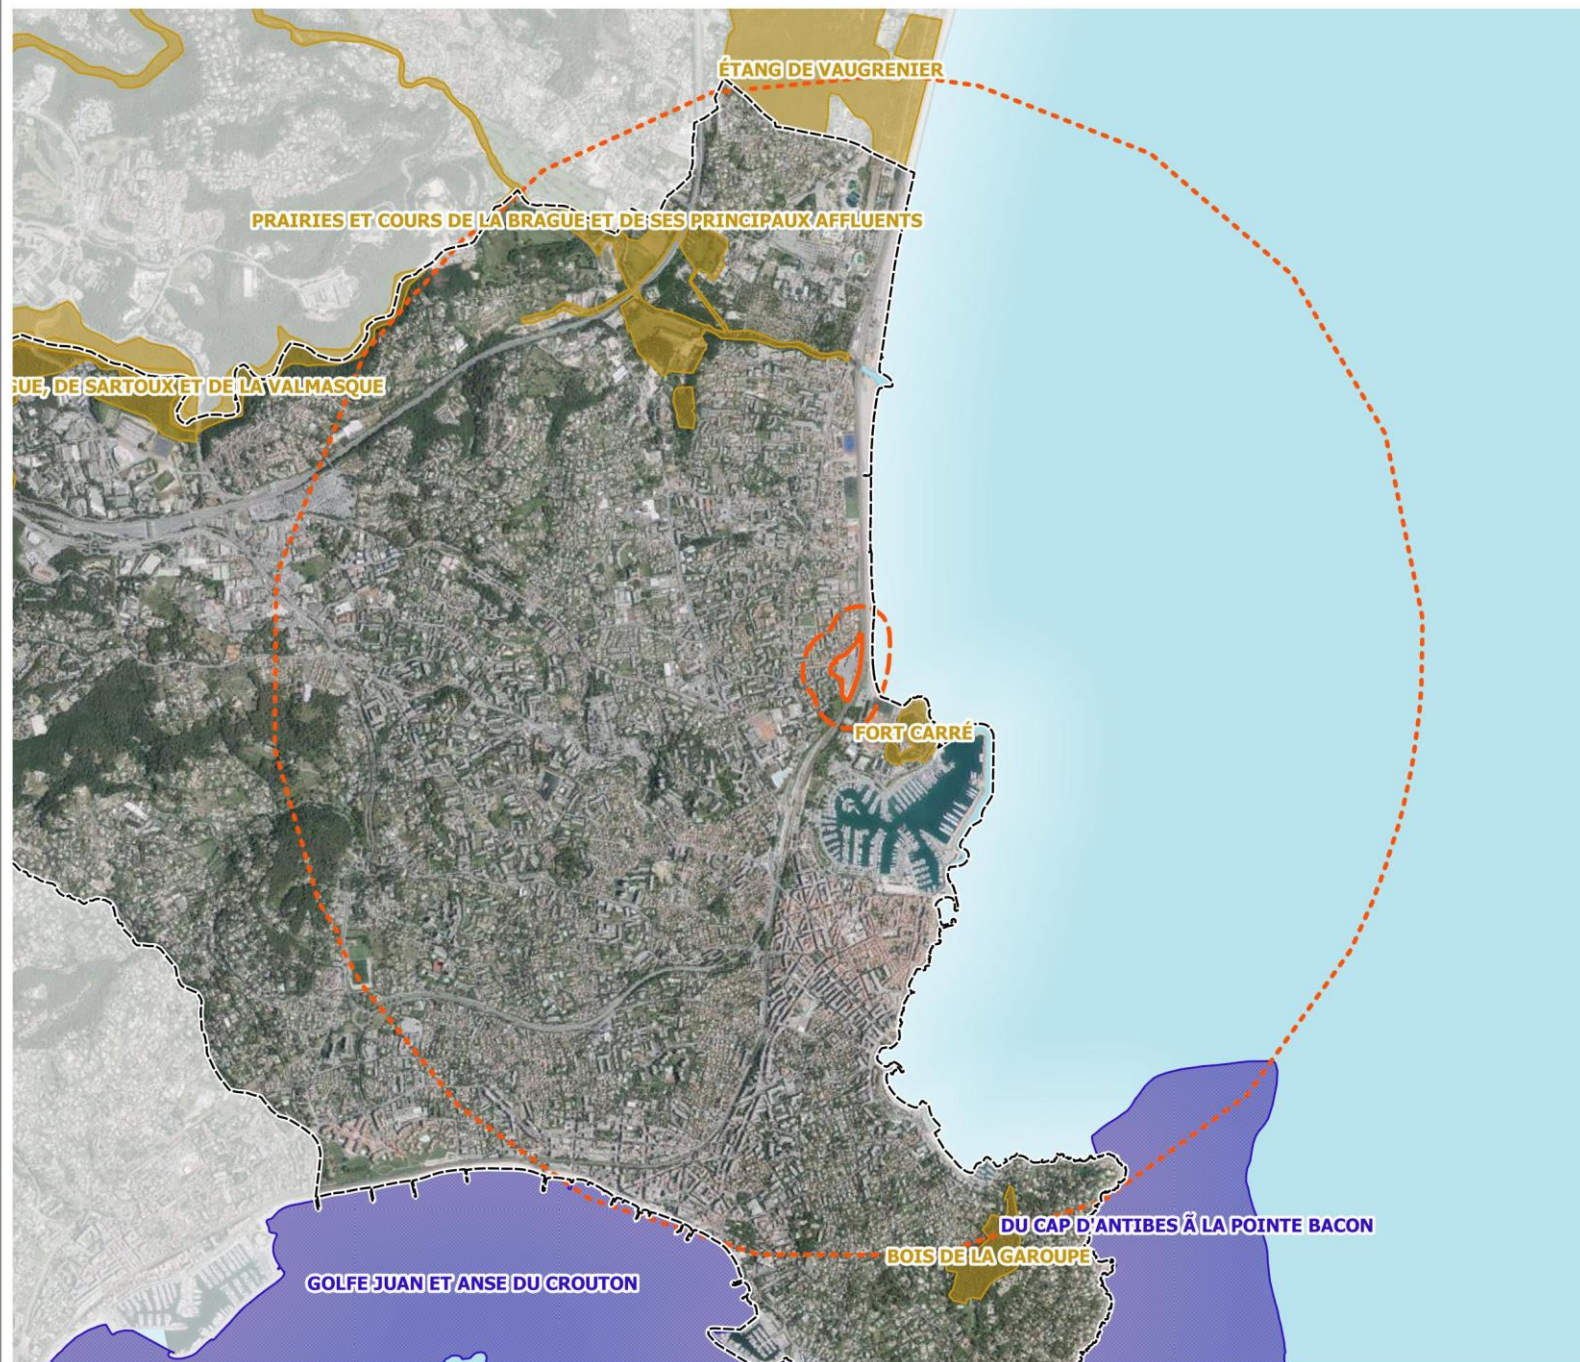 ÉTANG DE VAUGRENIER
PRAIRIES ET COURS DE LA BRAGUE ET DE SES PRINCIPAUX AFFLUENTS
GUE, DE SARTOUX ET DE LA VALMASQUE
FORT CARRÉ
DU CAP D'ANTIBES Ã LA POINTE BACON
BOIS DE LA GAROUPE
GOLFE JUAN ET ANSE DU CROUTON